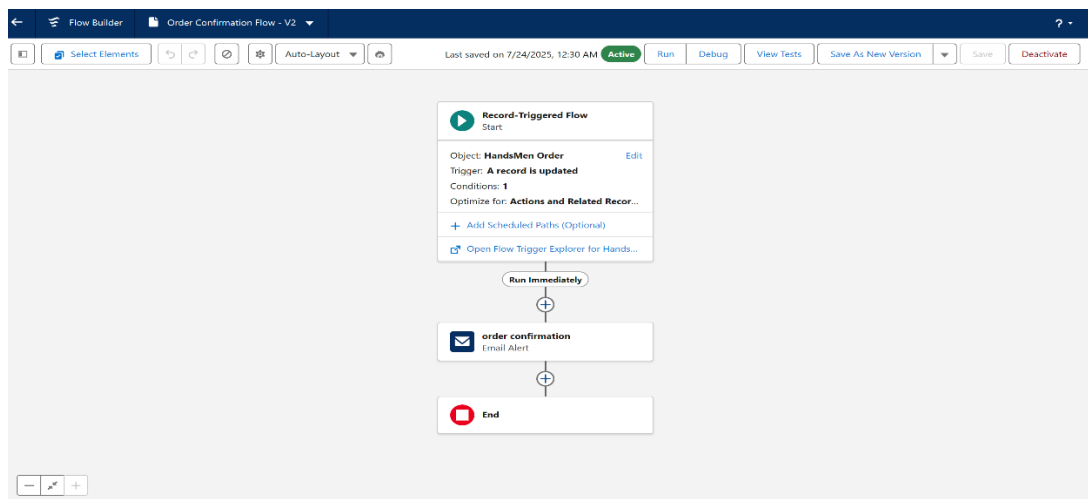 Flow Builder Order Confirmation Flow - V2 ?
Select Elements Auto-Layout Last saved on 7/24/2025, 12:30 AM Active Run Debug View Tests Save As New Version Save Deactivate
Record-Triggered Flow
Start
Object: HandsMen Order Edit
Trigger: A record is updated
Conditions: 1
Optimize for: Actions and Related Recor...
+ Add Scheduled Paths (Optional)
Open Flow Trigger Explorer for Hands...
Run Immediately
order confirmation
Email Alert
End